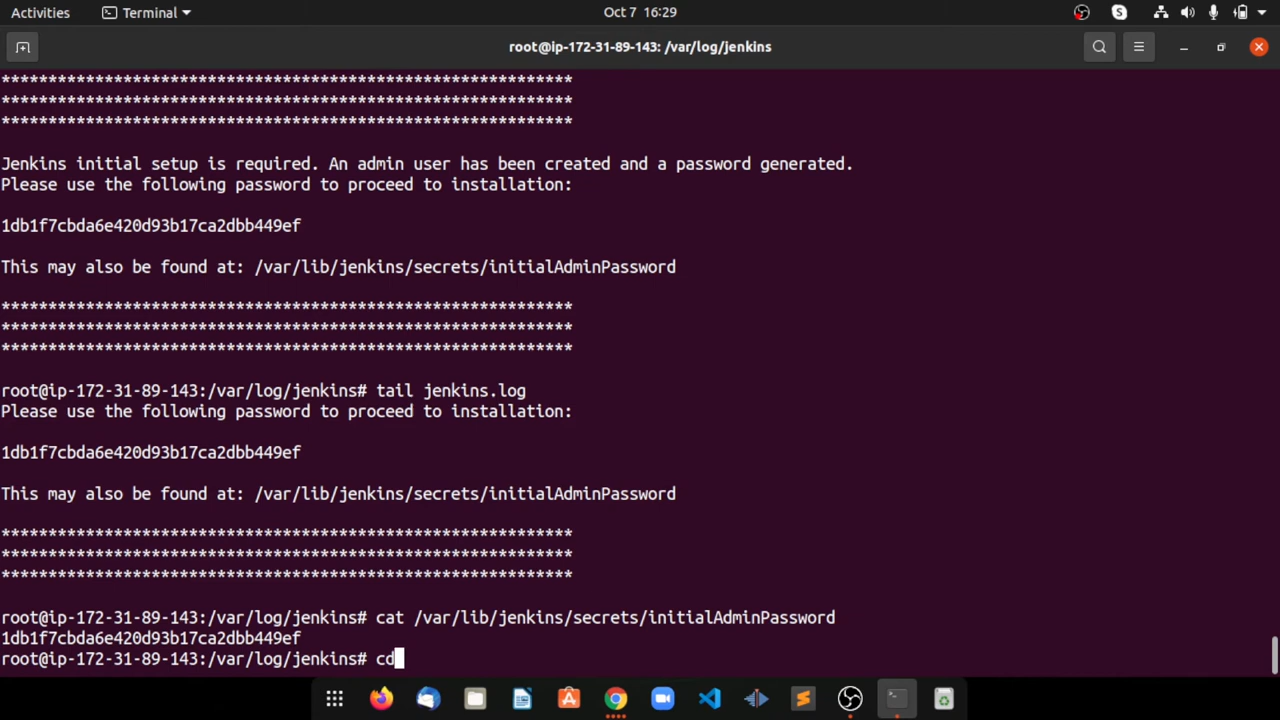 Activities
Terminal
Oct 7 16:29
root@ip-172-31-89-143: /var/log/jenkins
*************************************************************
*************************************************************
*************************************************************
Jenkins initial setup is required. An admin user has been created and a password generated.
Please use the following password to proceed to installation:
1db1f7cbda6e420d93b17ca2dbb449ef
This may also be found at: /var/lib/jenkins/secrets/initialAdminPassword
*************************************************************
*************************************************************
*************************************************************
root@ip-172-31-89-143:/var/log/jenkins# tail jenkins.log
Please use the following password to proceed to installation:
1db1f7cbda6e420d93b17ca2dbb449ef
This may also be found at: /var/lib/jenkins/secrets/initialAdminPassword
*************************************************************
*************************************************************
*************************************************************
root@ip-172-31-89-143:/var/log/jenkins# cat /var/lib/jenkins/secrets/initialAdminPassword
1db1f7cbda6e420d93b17ca2dbb449ef
root@ip-172-31-89-143:/var/log/jenkins# cd